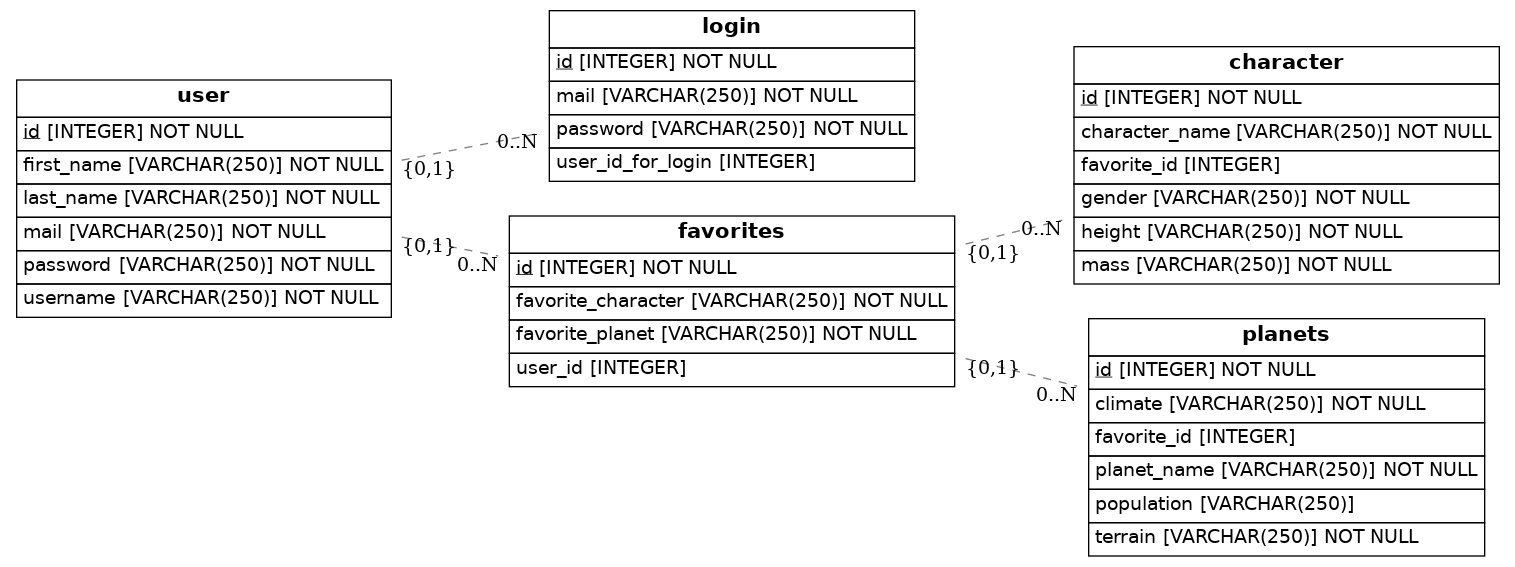 user
id [INTEGER] NOT NULL
first_name [VARCHAR(250)] NOT NULL
last_name [VARCHAR(250)] NOT NULL
mail [VARCHAR(250)] NOT NULL
password [VARCHAR(250)] NOT NULL
username [VARCHAR(250)] NOT NULL
{0,1}
0..N
{0,1}
0..N
login
id [INTEGER] NOT NULL
mail [VARCHAR(250)] NOT NULL
password [VARCHAR(250)] NOT NULL
user_id_for_login [INTEGER]
favorites
id [INTEGER] NOT NULL
favorite_character [VARCHAR(250)] NOT NULL
favorite_planet [VARCHAR(250)] NOT NULL
user_id [INTEGER]
{0,1}
0..N
{0,1}
0..N
character
id [INTEGER] NOT NULL
character_name [VARCHAR(250)] NOT NULL
favorite_id [INTEGER]
gender [VARCHAR(250)] NOT NULL
height [VARCHAR(250)] NOT NULL
mass [VARCHAR(250)] NOT NULL
planets
id [INTEGER] NOT NULL
climate [VARCHAR(250)] NOT NULL
favorite_id [INTEGER]
planet_name [VARCHAR(250)] NOT NULL
population [VARCHAR(250)]
terrain [VARCHAR(250)] NOT NULL